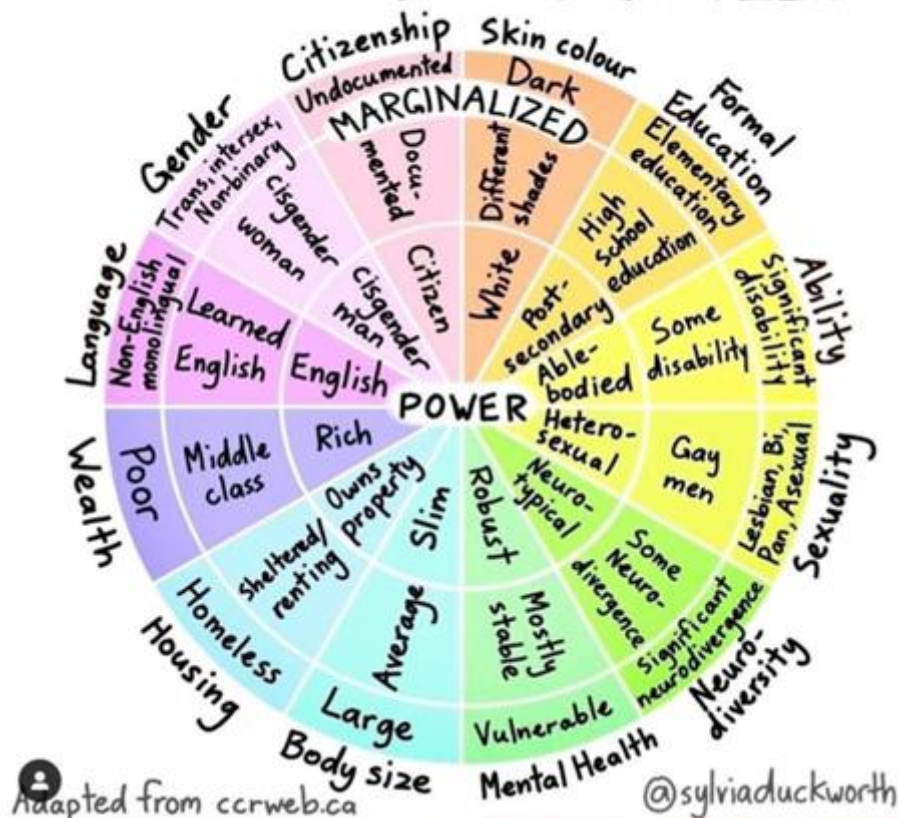 Citizenship
Undocumented
Docu-
mented
Citizen
Skin colour
Dark
Different
shades
White
Formal
Education
Elementary
education
High
school
education
Post-
secondary
Ability
Significant
disability
Some
disability
Able-
bodied
Sexuality
Lesbian, Bi,
Pan, Asexual
Gay
men
Hetero-
sexual
Neuro-
diversity
Significant
neurodivergence
Some
Neuro-
divergence
Neuro-
typical
Mental Health
Vulnerable
Mostly
stable
Robust
Body size
Large
Average
Slim
Housing
Homeless
Sheltered/
renting
Owns
property
Wealth
Poor
Middle
class
Rich
Language
Non-English
monolingual
Learned
English
English
Gender
Trans, intersex,
Nonbinary
cisgender
woman
cisgender
man
MARGINALIZED
POWER
Adapted from ccrweb.ca
@sylviaduckworth